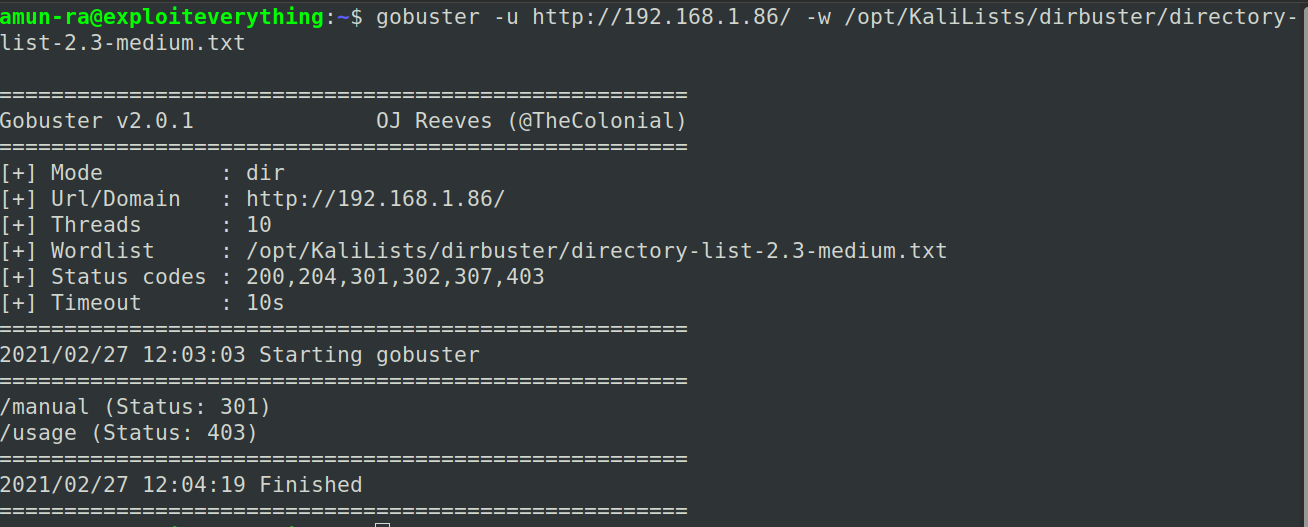 amun-ra@exploiteverything:~$ gobuster -u http://192.168.1.86/ -w /opt/KaliLists/dirbuster/directory-
list-2.3-medium.txt
=====================================================
Gobuster v2.0.1              OJ Reeves (@TheColonial)
=====================================================
[+] Mode         : dir
[+] Url/Domain   : http://192.168.1.86/
[+] Threads      : 10
[+] Wordlist     : /opt/KaliLists/dirbuster/directory-list-2.3-medium.txt
[+] Status codes : 200,204,301,302,307,403
[+] Timeout      : 10s
=====================================================
2021/02/27 12:03:03 Starting gobuster
=====================================================
/manual (Status: 301)
/usage (Status: 403)
=====================================================
2021/02/27 12:04:19 Finished
=====================================================